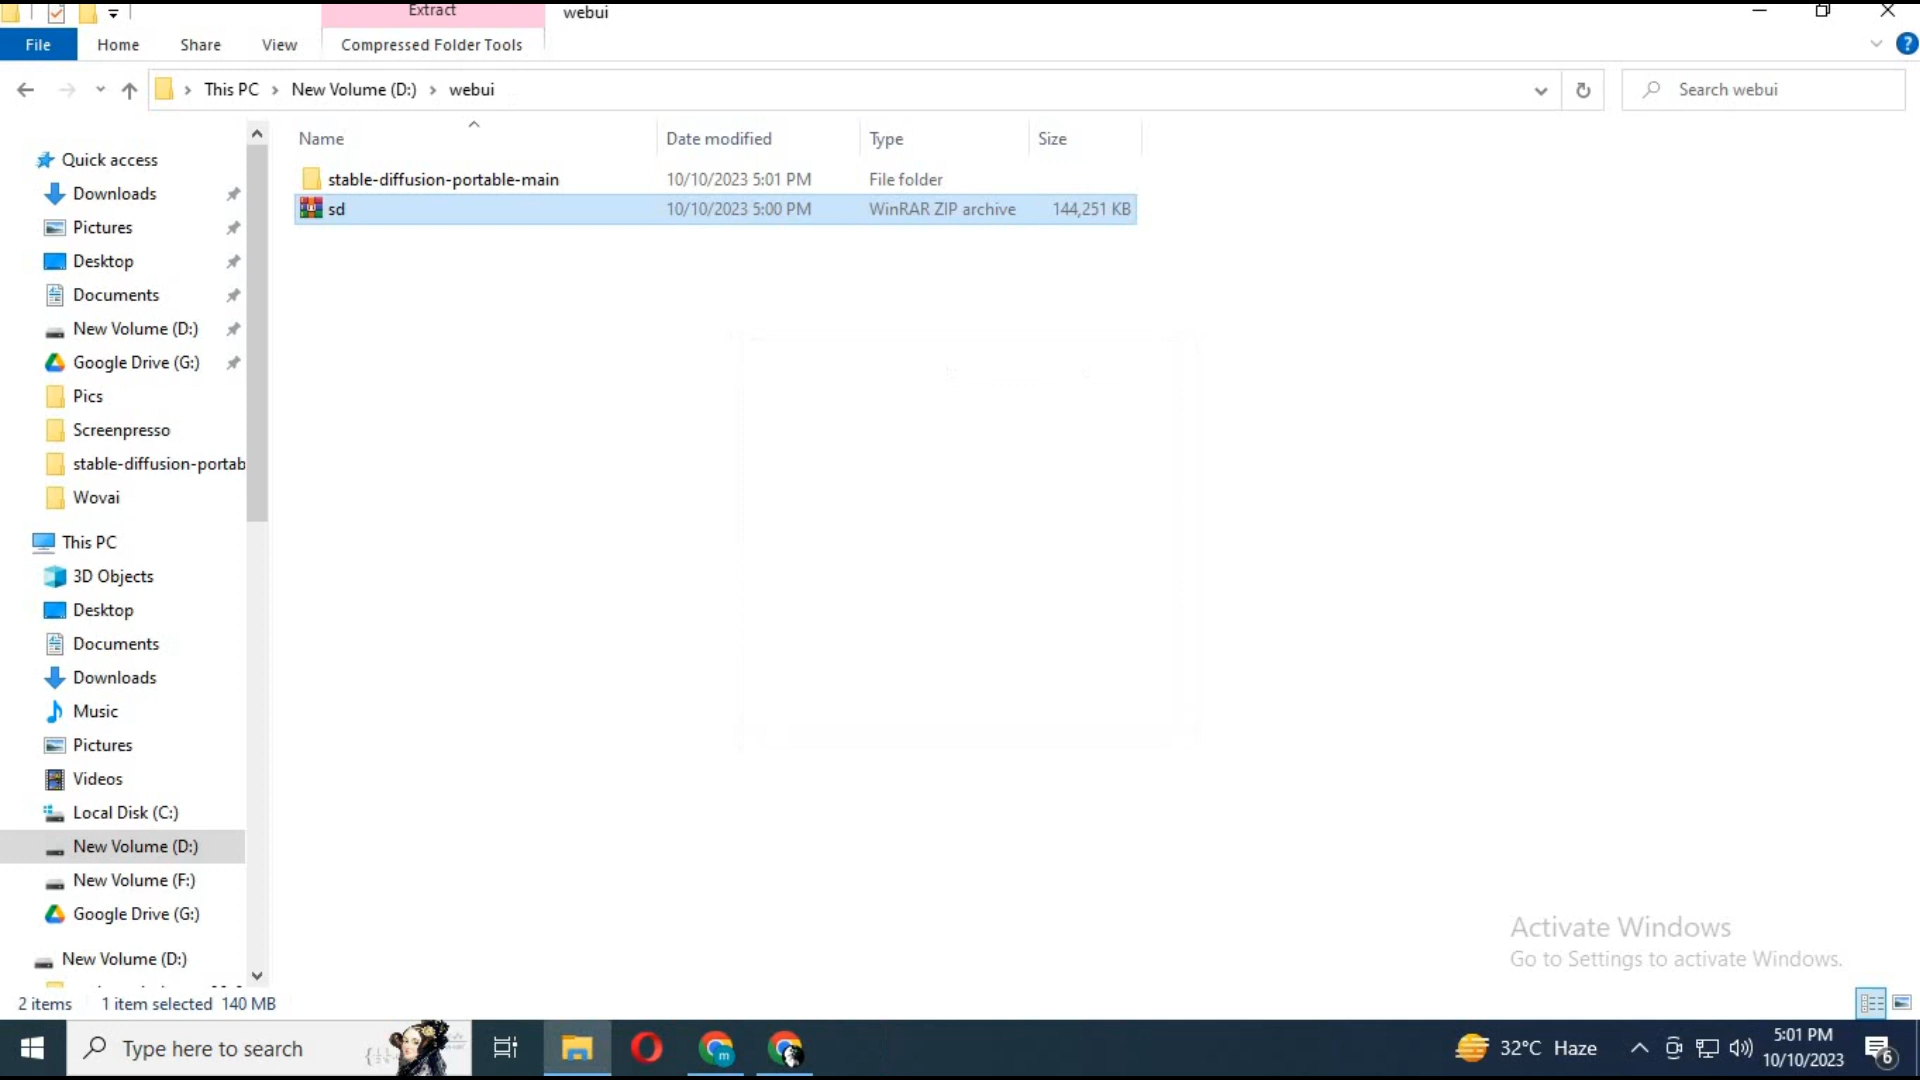 Extract
webui
File
Home
Share
View
Compressed Folder Tools
This PC
New Volume (D:)
webui
Search webui
Name
Date modified
Type
Size
stable-diffusion-portable-main
10/10/2023 5:01 PM
File folder
sd
10/10/2023 5:00 PM
WinRAR ZIP archive
144,251 KB
Quick access
Downloads
Pictures
Desktop
Documents
New Volume (D:)
Google Drive (G:)
Pics
Screenpresso
stable-diffusion-portab
Wovai
This PC
3D Objects
Desktop
Documents
Downloads
Music
Pictures
Videos
Local Disk (C:)
New Volume (D:)
New Volume (F:)
Google Drive (G:)
New Volume (D:)
Activate Windows
Go to Settings to activate Windows.
2 items
1 item selected 140 MB
Type here to search
m
32°C Haze
5:01 PM
10/10/2023
6